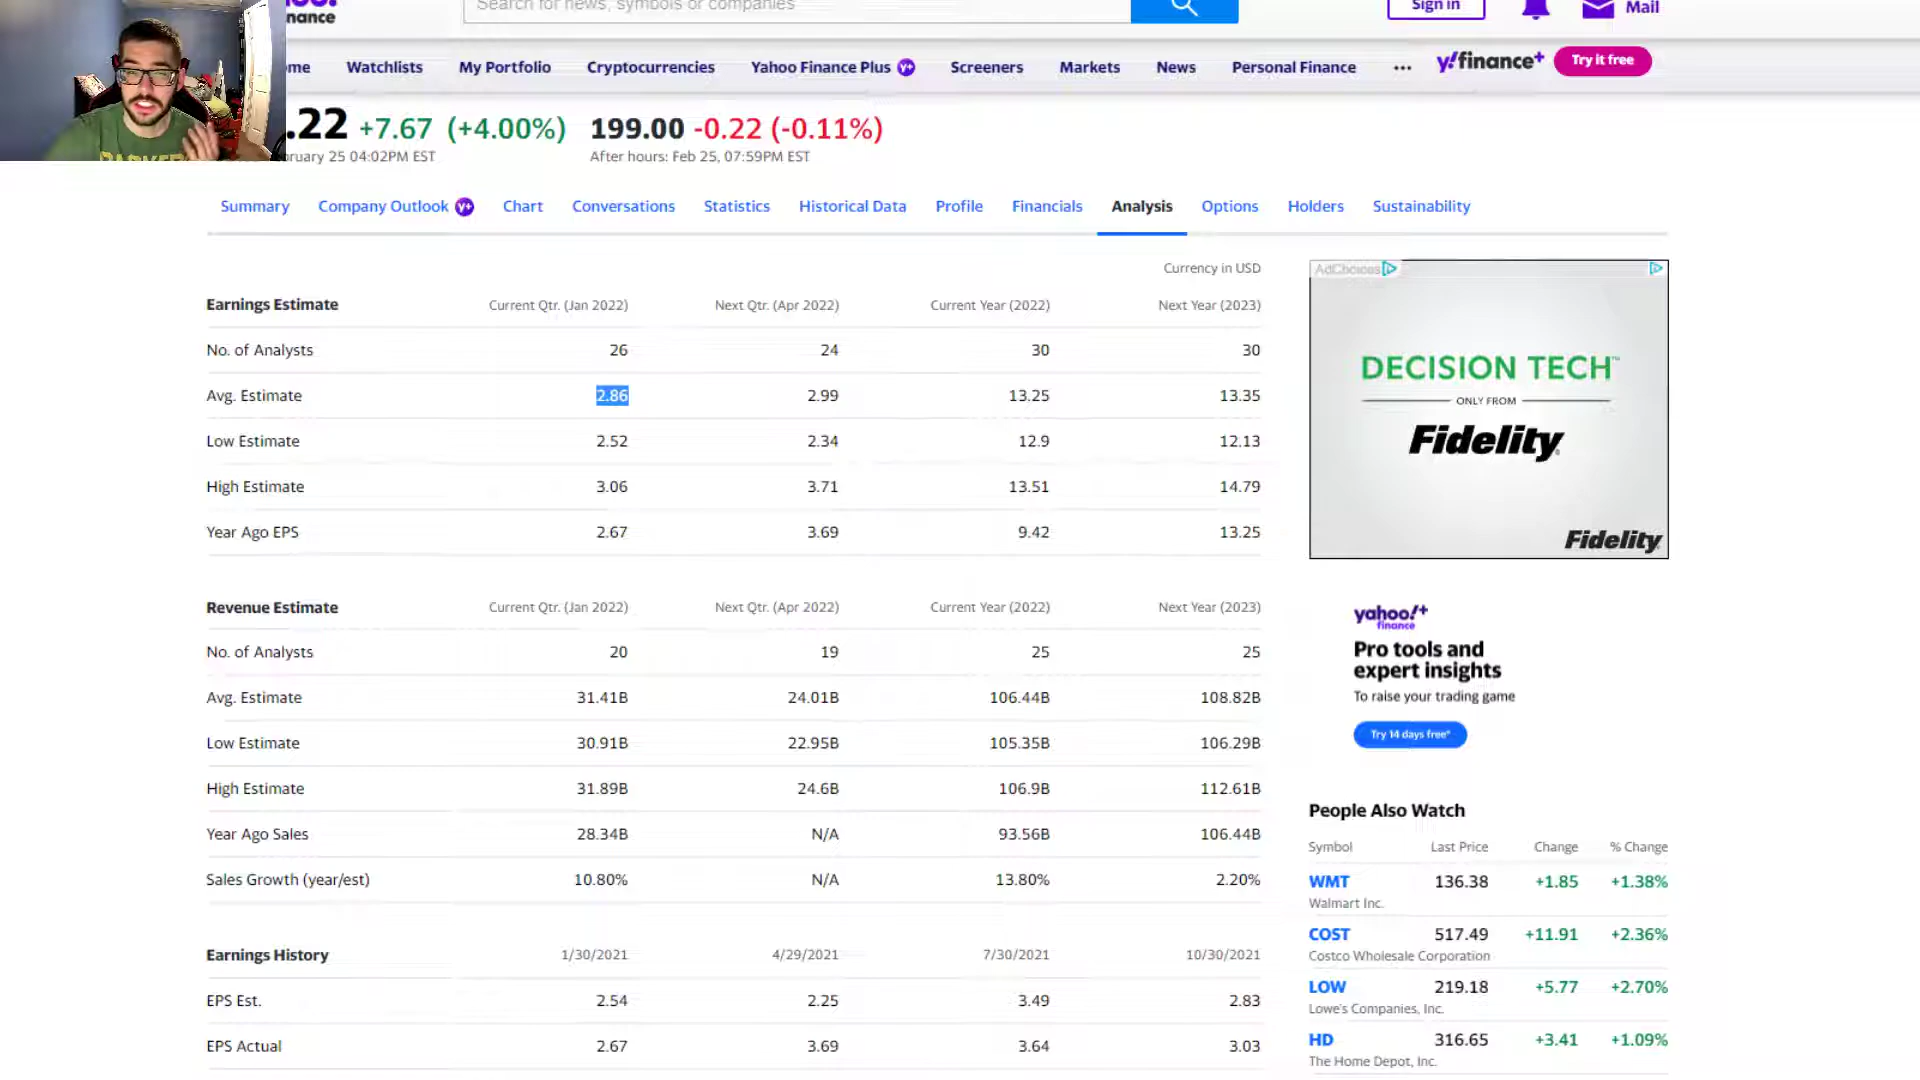 nance
Search for news, symbols or companies
Sign in
Mail
me Watchlists My Portfolio Cryptocurrencies Yahoo Finance Plus Y+ Screeners Markets News Personal Finance ... y!finance+ Try it free
.22 +7.67 (+4.00%) 199.00 -0.22 (-0.11%)
bruary 25 04:02PM EST After hours: Feb 25, 07:59PM EST
Summary Company Outlook Y+ Chart Conversations Statistics Historical Data Profile Financials Analysis Options Holders Sustainability
Currency in USD
Earnings Estimate Current Qtr. (Jan 2022) Next Qtr. (Apr 2022) Current Year (2022) Next Year (2023)
No. of Analysts 26 24 30 30
Avg. Estimate 2.86 2.99 13.25 13.35
Low Estimate 2.52 2.34 12.9 12.13
High Estimate 3.06 3.71 13.51 14.79
Year Ago EPS 2.67 3.69 9.42 13.25
Revenue Estimate Current Qtr. (Jan 2022) Next Qtr. (Apr 2022) Current Year (2022) Next Year (2023)
No. of Analysts 20 19 25 25
Avg. Estimate 31.41B 24.01B 106.44B 108.82B
Low Estimate 30.91B 22.95B 105.35B 106.29B
High Estimate 31.89B 24.6B 106.9B 112.61B
Year Ago Sales 28.34B N/A 93.56B 106.44B
Sales Growth (year/est) 10.80% N/A 13.80% 2.20%
Earnings History 1/30/2021 4/29/2021 7/30/2021 10/30/2021
EPS Est. 2.54 2.25 3.49 2.83
EPS Actual 2.67 3.69 3.64 3.03
AdChoices
DECISION TECH™
ONLY FROM
Fidelity
Fidelity
yahoo!+
finance
Pro tools and
expert insights
To raise your trading game
Try 14 days free*
People Also Watch
Symbol Last Price Change % Change
WMT 136.38 +1.85 +1.38%
Walmart Inc.
COST 517.49 +11.91 +2.36%
Costco Wholesale Corporation
LOW 219.18 +5.77 +2.70%
Lowe's Companies, Inc.
HD 316.65 +3.41 +1.09%
The Home Depot, Inc.